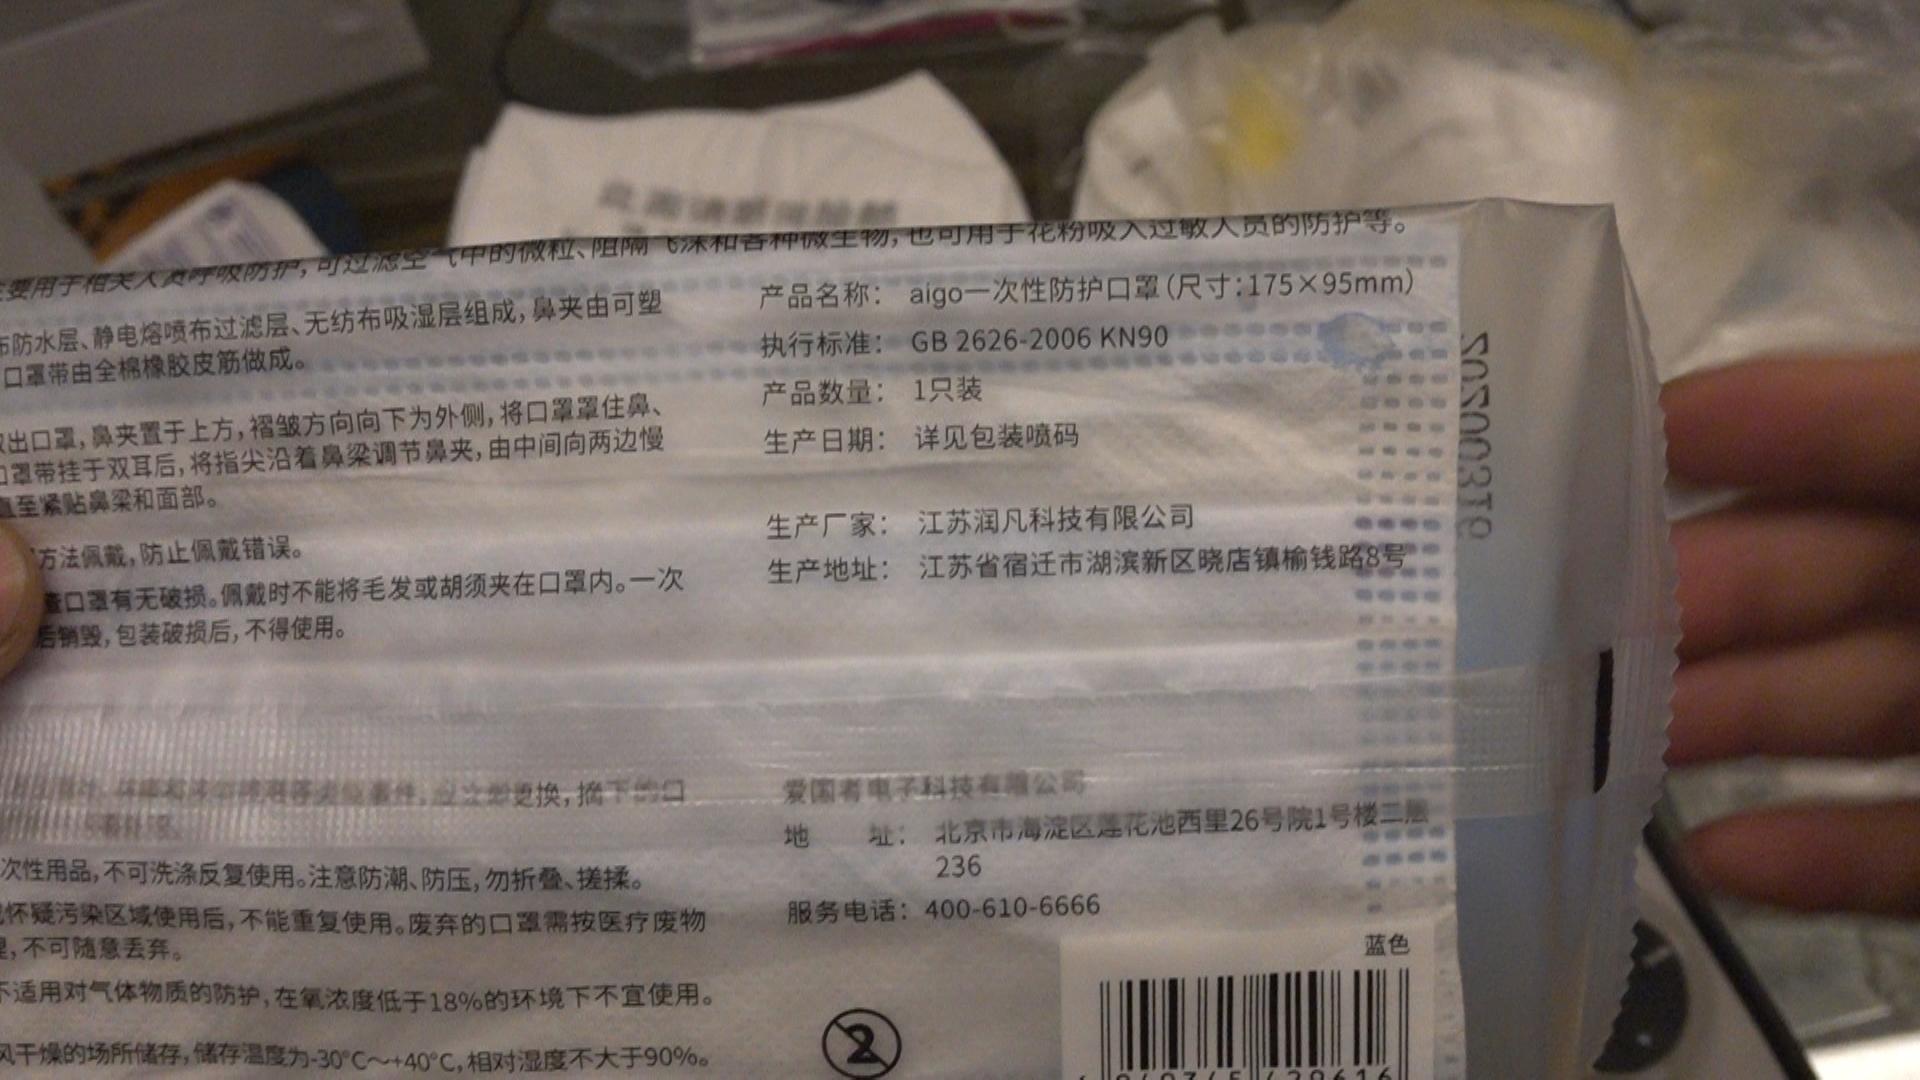 主要用于相关人员呼吸防护,可过滤空气中的微粒、阻隔飞沫和各种微生物,也可用于花粉吸入过敏人员的防护等。
布防水层、静电熔喷布过滤层、无纺布吸湿层组成,鼻夹由可塑
口罩带由全棉橡胶皮筋做成。
取出口罩,鼻夹置于上方,褶皱方向向下为外侧,将口罩罩住鼻、
口罩带挂于双耳后,将指尖沿着鼻梁调节鼻夹,由中间向两边慢
直至紧贴鼻梁和面部。
方法佩戴,防止佩戴错误。
查口罩有无破损。佩戴时不能将毛发或胡须夹在口罩内。一次
后销毁,包装破损后,不得使用。
应立即更换,摘下的口
次性用品,不可洗涤反复使用。注意防潮、防压,勿折叠、搓揉。
怀疑污染区域使用后,不能重复使用。废弃的口罩需按医疗废物
理,不可随意丢弃。
不适用对气体物质的防护,在氧浓度低于18%的环境下不宜使用。
风干燥的场所储存,储存温度为-30°C～+40°C,相对湿度不大于90%。
产品名称: aigo一次性防护口罩(尺寸:175×95mm)
执行标准: GB 2626-2006 KN90
产品数量: 1只装
生产日期: 详见包装喷码
生产厂家: 江苏润凡科技有限公司
生产地址: 江苏省宿迁市湖滨新区晓店镇榆钱路8号
爱国者电子科技有限公司
地 址: 北京市海淀区莲花池西里26号院1号楼二层
236
服务电话: 400-610-6666
蓝色
2
20200319